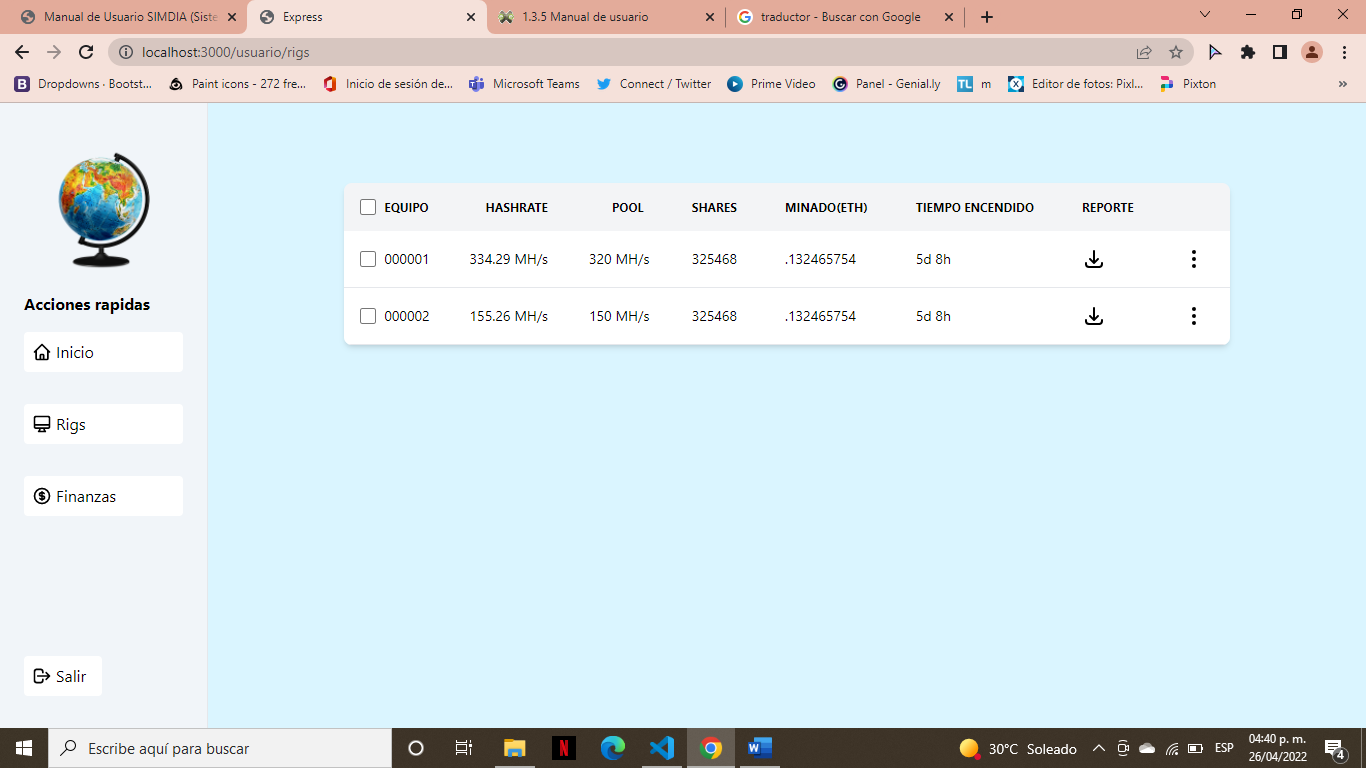 Manual de Usuario SIMDIA (Siste
Express
1.3.5 Manual de usuario
traductor - Buscar con Google
localhost:3000/usuario/rigs
B Dropdowns · Bootst...
Paint icons - 272 fre...
Inicio de sesión de...
Microsoft Teams
Connect / Twitter
Prime Video
Panel - Genial.ly
TL m
Editor de fotos: Pixl...
Pixton
»
EQUIPO HASHRATE POOL SHARES MINADO(ETH) TIEMPO ENCENDIDO REPORTE
000001 334.29 MH/s 320 MH/s 325468 .132465754 5d 8h
000002 155.26 MH/s 150 MH/s 325468 .132465754 5d 8h
Acciones rapidas
Inicio
Rigs
Finanzas
Salir
Escribe aquí para buscar
30°C Soleado
ESP
04:40 p. m.
26/04/2022
4